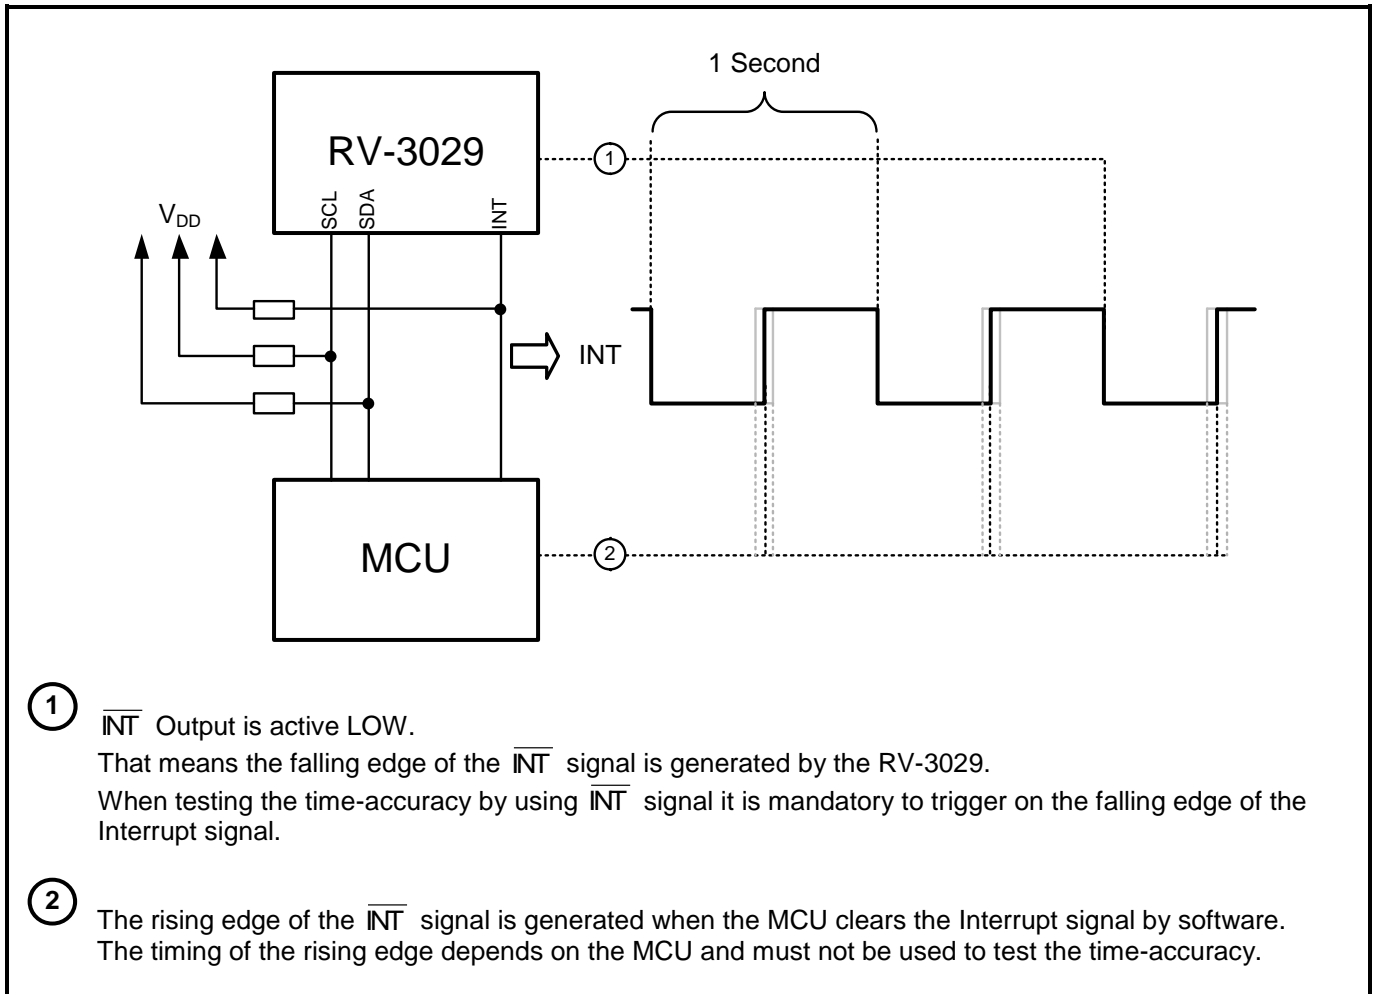 1 Second
RV-3029
1
SCL
SDA
INT
VDD
INT
MCU
2
1
INT Output is active LOW.
That means the falling edge of the INT signal is generated by the RV-3029.
When testing the time-accuracy by using INT signal it is mandatory to trigger on the falling edge of the
Interrupt signal.
2
The rising edge of the INT signal is generated when the MCU clears the Interrupt signal by software.
The timing of the rising edge depends on the MCU and must not be used to test the time-accuracy.